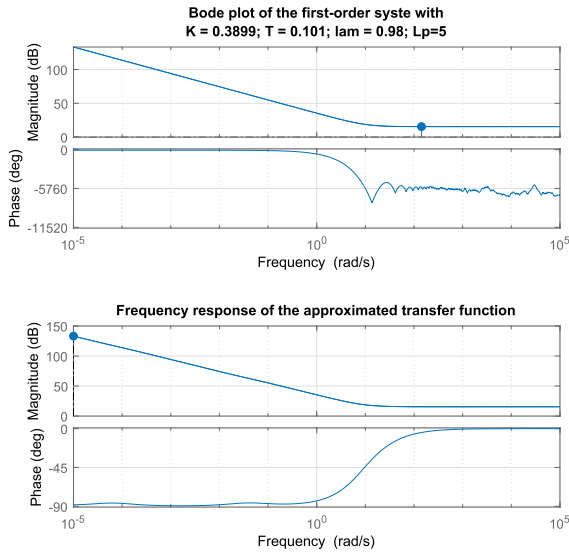 Bode plot of the first-order syste with
K = 0.3899; T = 0.101; lam = 0.98; Lp=5
Magnitude (dB)
100
50
0
Phase (deg)
0
-5760
-11520
10^-5
10^0
10^5
Frequency (rad/s)
Frequency response of the approximated transfer function
Magnitude (dB)
150
100
50
0
Phase (deg)
0
-45
-90
10^-5
10^0
10^5
Frequency (rad/s)